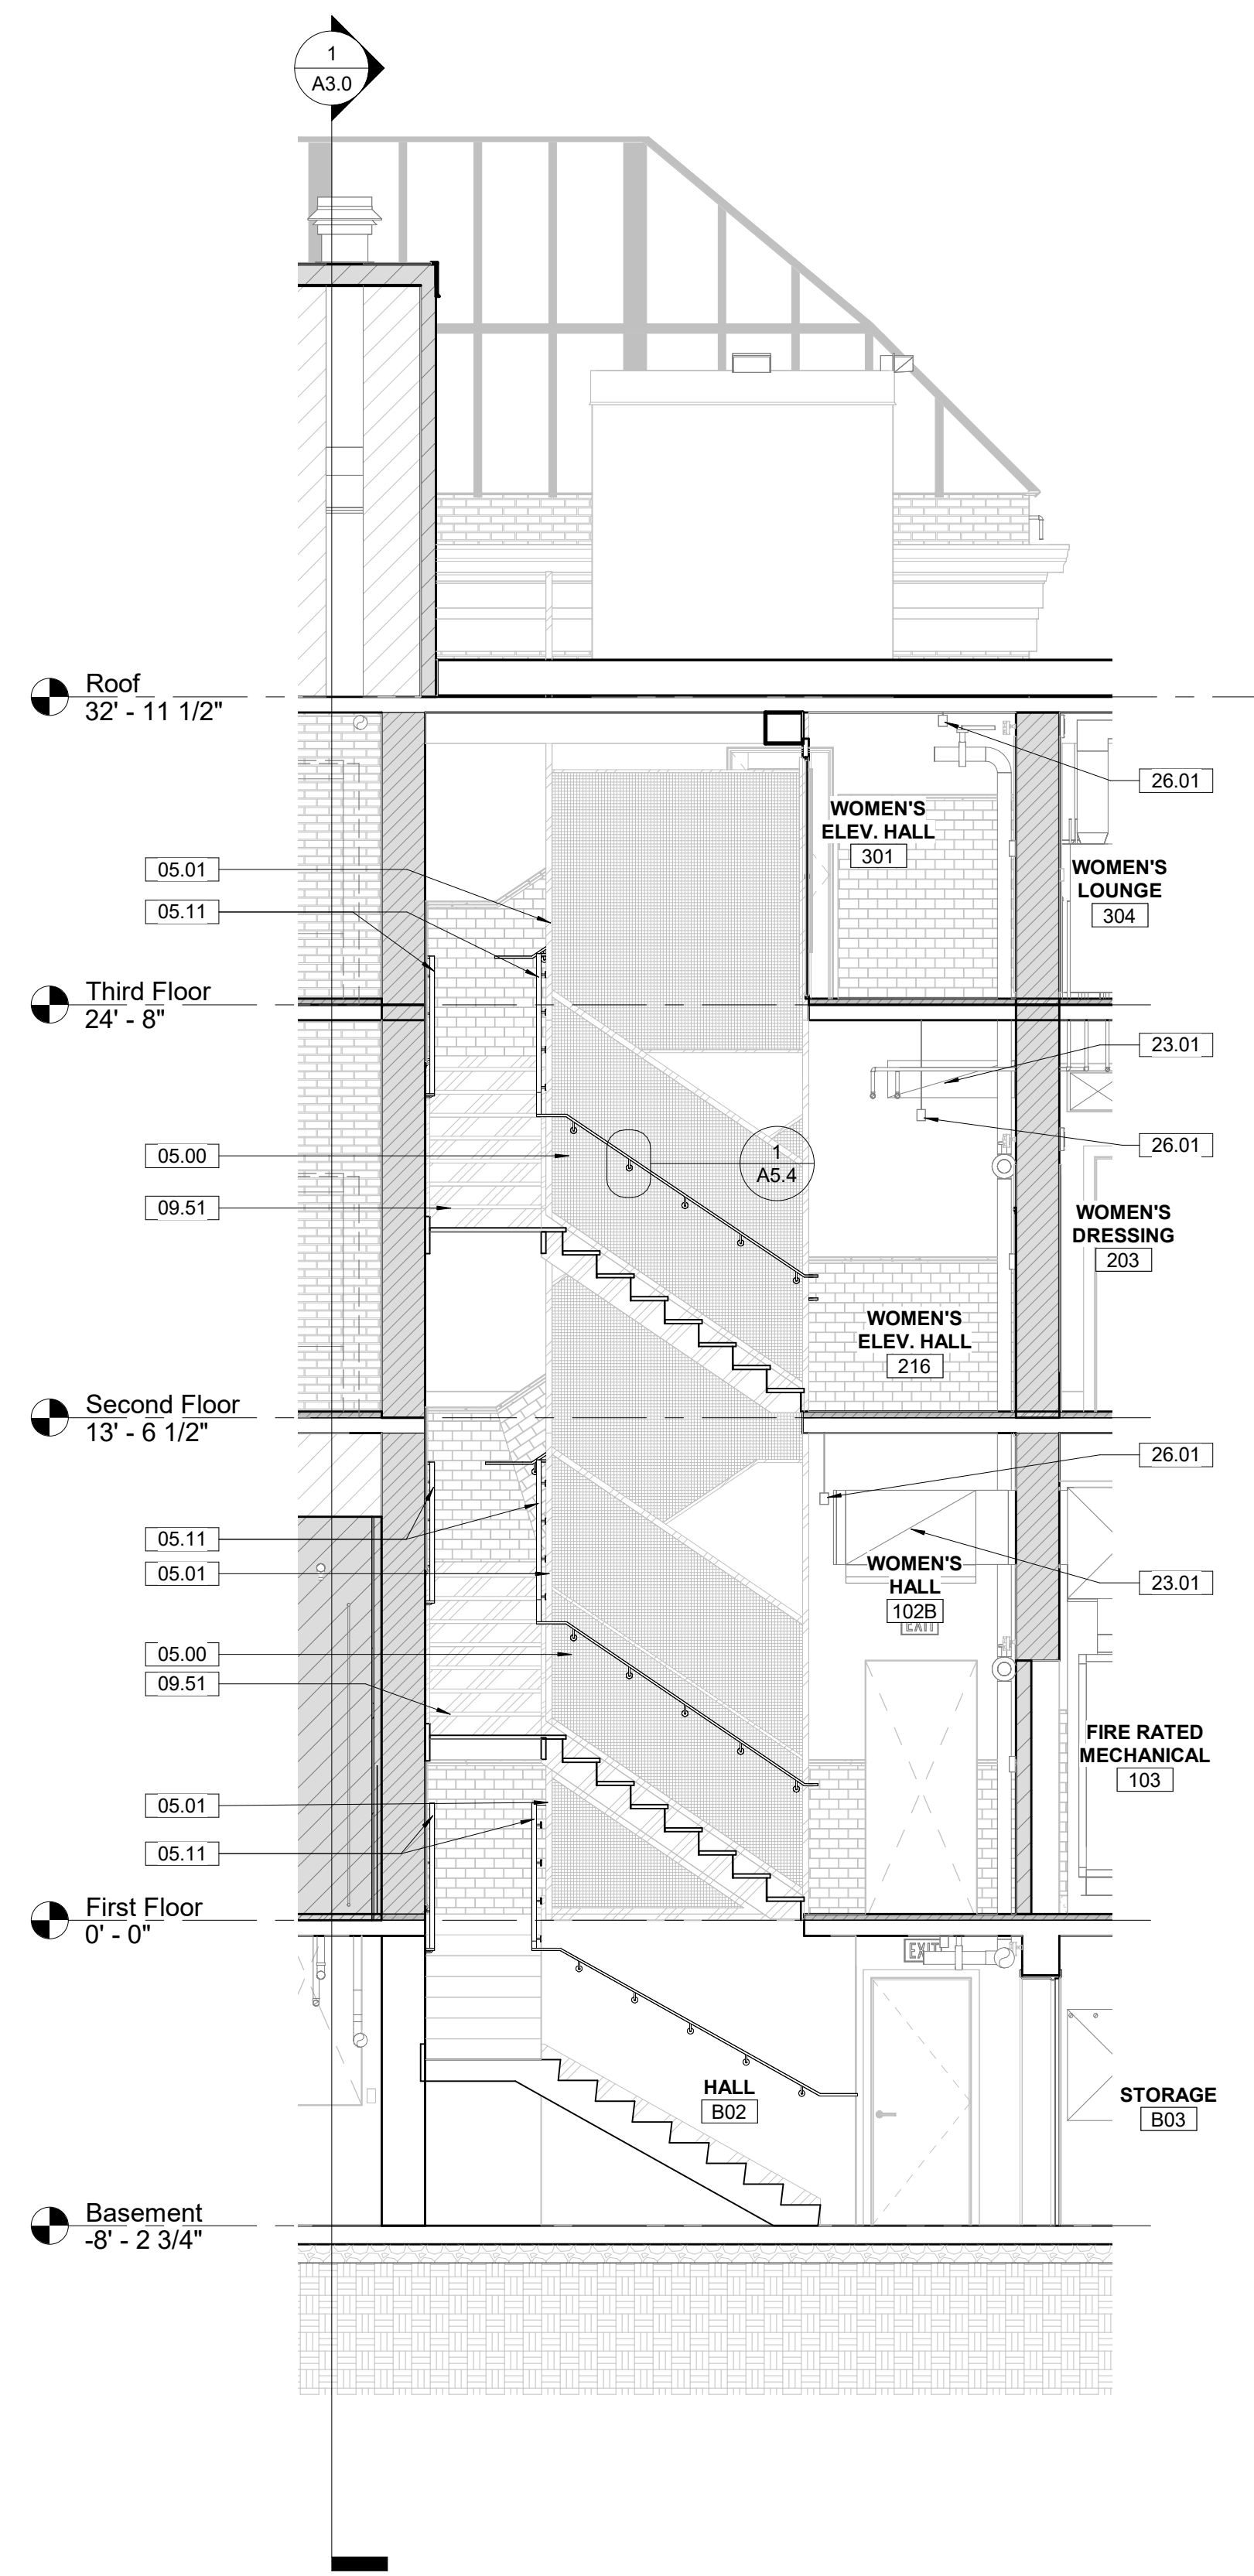 1
A3.0
Roof
32' - 11 1/2"
26.01
WOMEN'S
ELEV. HALL
301
05.01
WOMEN'S
LOUNGE
304
05.11
Third Floor
24' - 8"
23.01
26.01
05.00
1
A5.4
09.51
WOMEN'S
DRESSING
203
WOMEN'S
ELEV. HALL
216
Second Floor
13' - 6 1/2"
26.01
05.11
05.01
WOMEN'S
HALL
102B
EXIT
23.01
05.00
09.51
FIRE RATED
MECHANICAL
103
05.01
05.11
First Floor
0' - 0"
EXIT
HALL
B02
STORAGE
B03
Basement
-8' - 2 3/4"